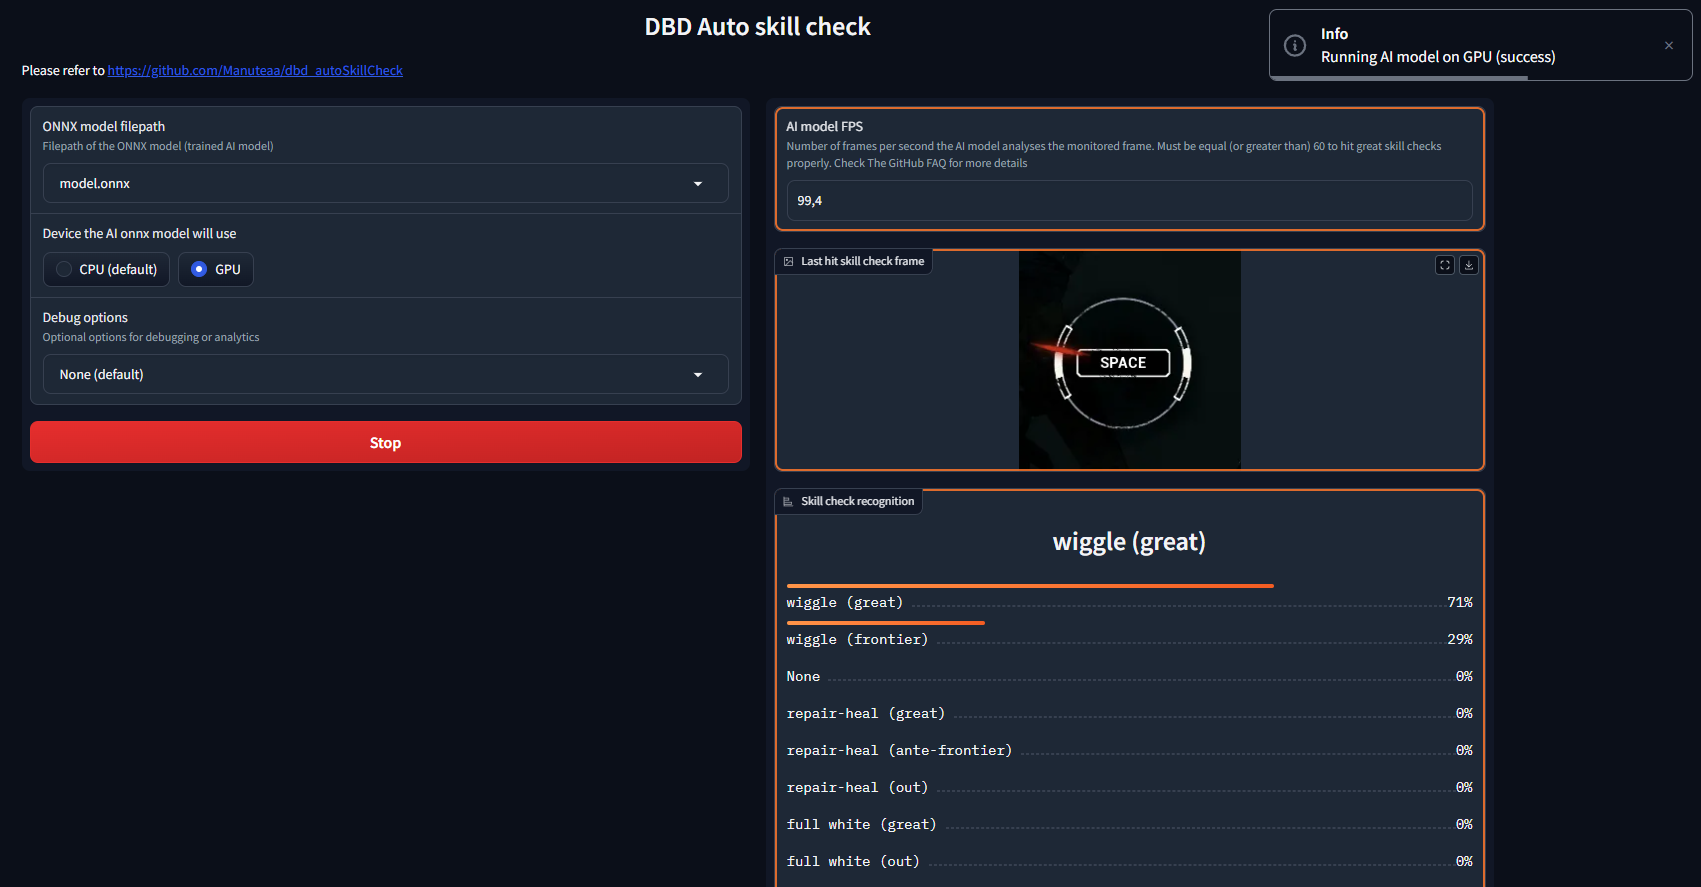 DBD Auto skill check
Info
Running AI model on GPU (success)
Please refer to https://github.com/Manuteaa/dbd_autoSkillCheck
ONNX model filepath
Filepath of the ONNX model (trained AI model)
model.onnx
Device the AI onnx model will use
CPU (default)
GPU
Debug options
Optional options for debugging or analytics
None (default)
Stop
AI model FPS
Number of frames per second the AI model analyses the monitored frame. Must be equal (or greater than) 60 to hit great skill checks
properly. Check The GitHub FAQ for more details
99,4
Last hit skill check frame
SPACE
Skill check recognition
wiggle (great)
wiggle (great) 71%
wiggle (frontier) 29%
None 0%
repair-heal (great) 0%
repair-heal (ante-frontier) 0%
repair-heal (out) 0%
full white (great) 0%
full white (out) 0%